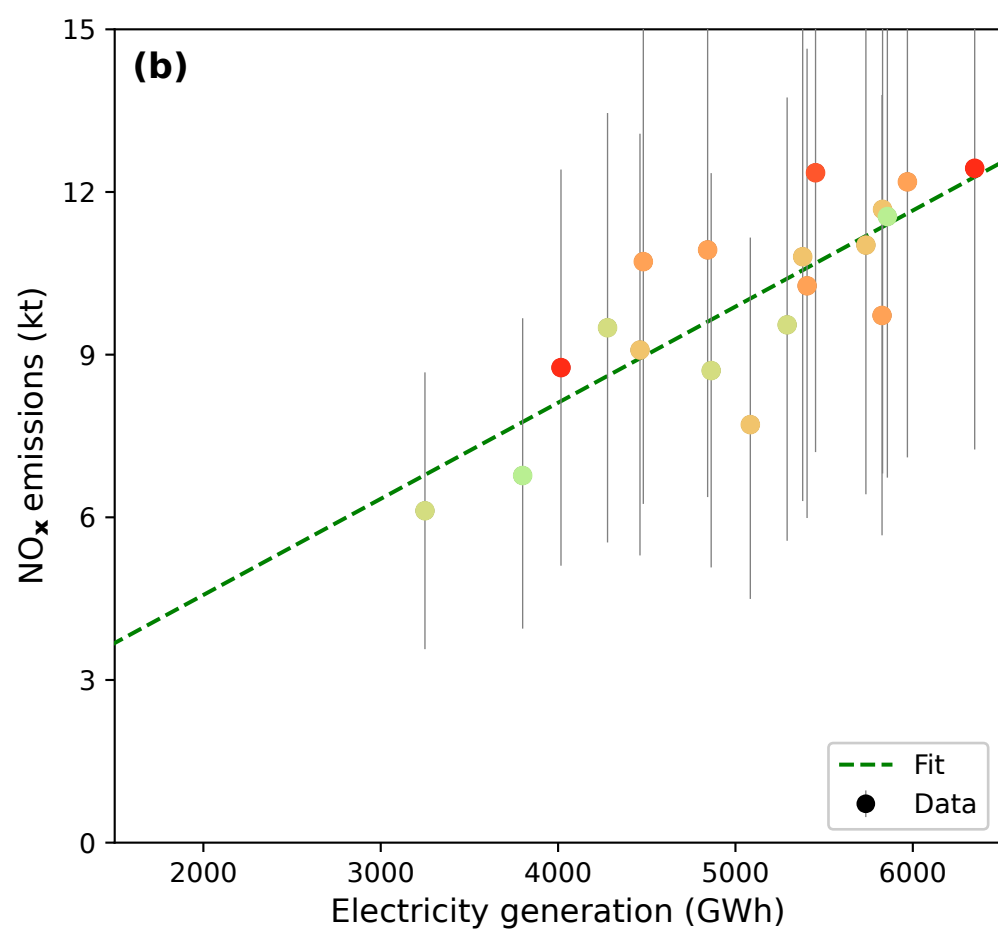 (b)
15
12
9
6
3
0
NOx emissions (kt)
2000 3000 4000 5000 6000
Electricity generation (GWh)
Fit
Data